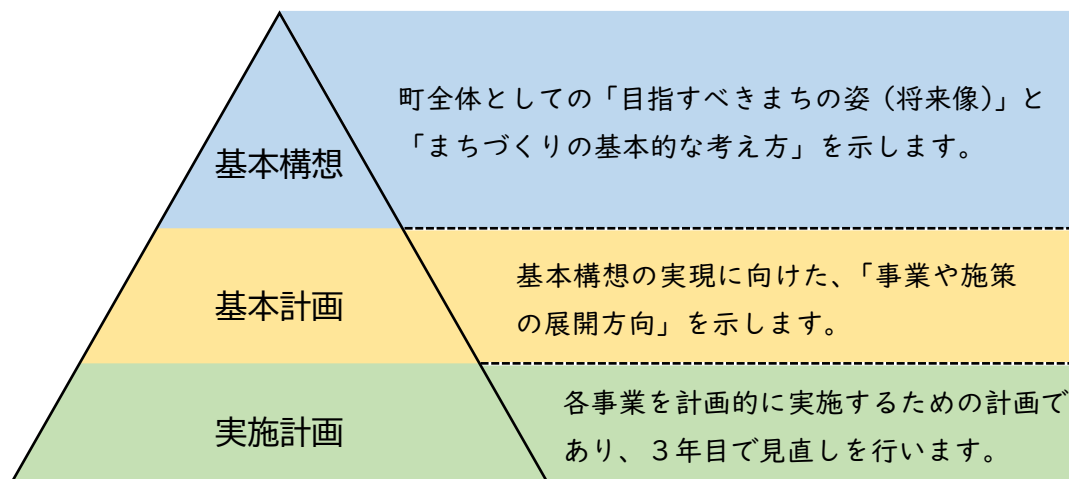 基本構想
町全体としての「目指すべきまちの姿（将来像）」と
「まちづくりの基本的な考え方」を示します。
基本計画
基本構想の実現に向けた、「事業や施策
の展開方向」を示します。
実施計画
各事業を計画的に実施するための計画で
あり、３年目で見直しを行います。